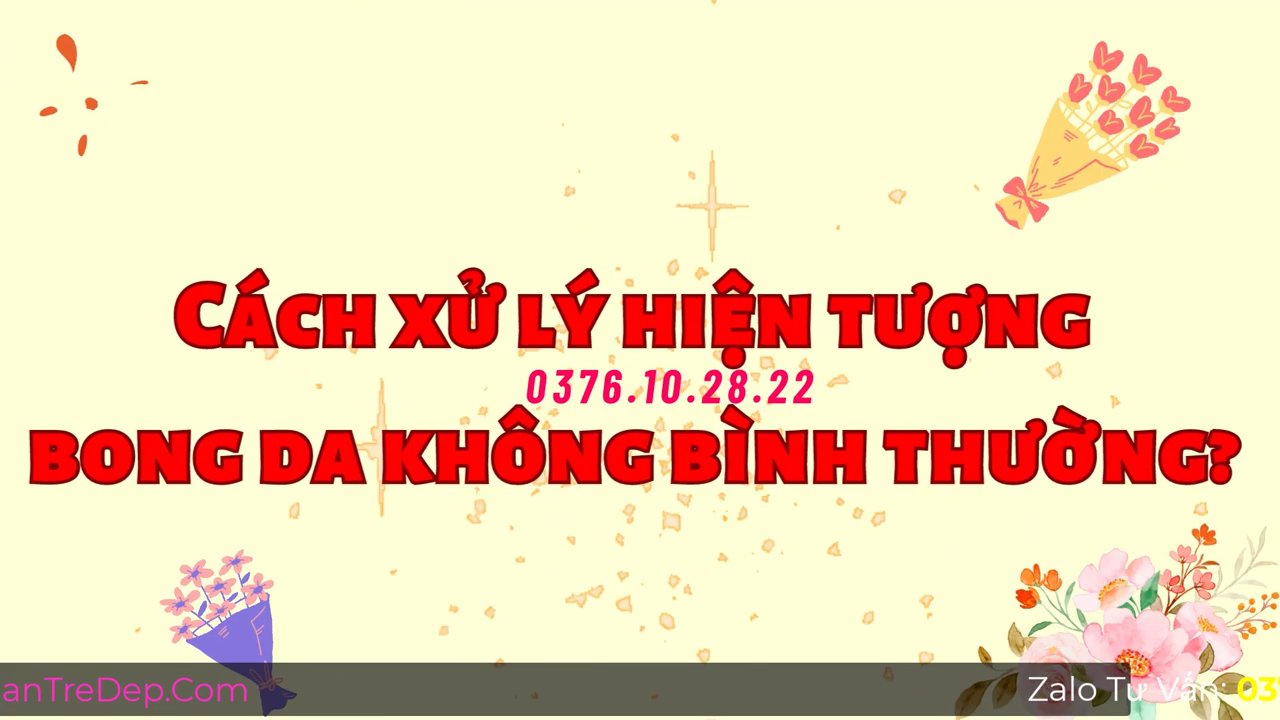 Cách xử lý hiện tượng
0376.10.28.22
bong da không bình thường?
anTreDep.Com
Zalo Tư Vấn: 03